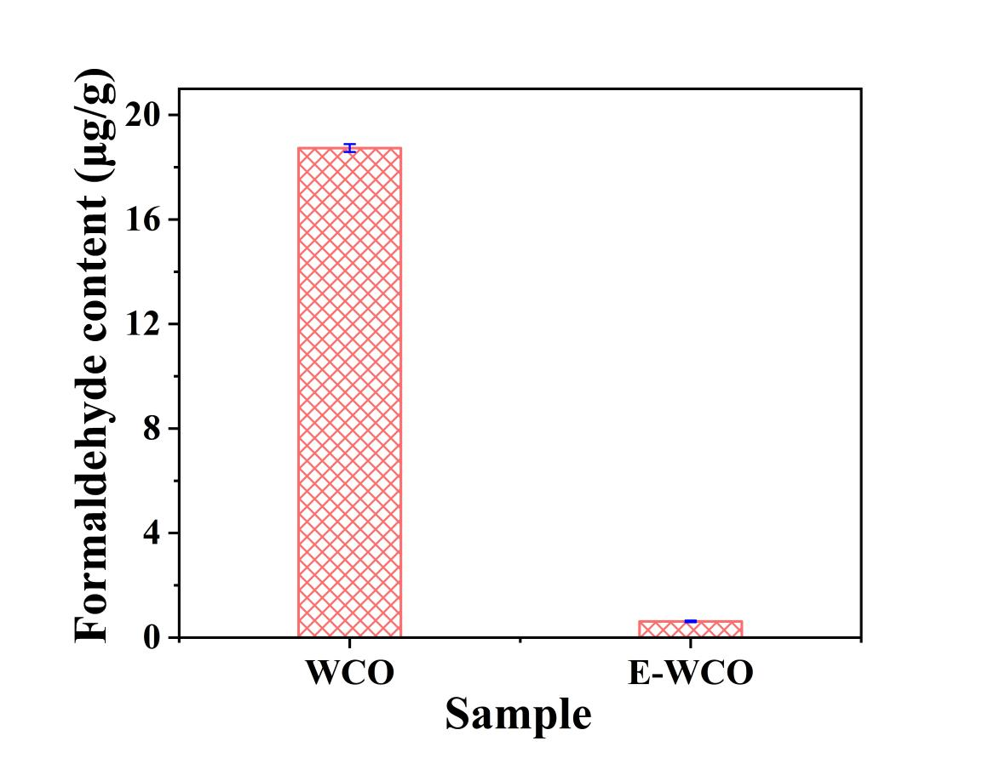 Formaldehyde content (μg/g)
20
16
12
8
4
0
WCO
E-WCO
Sample